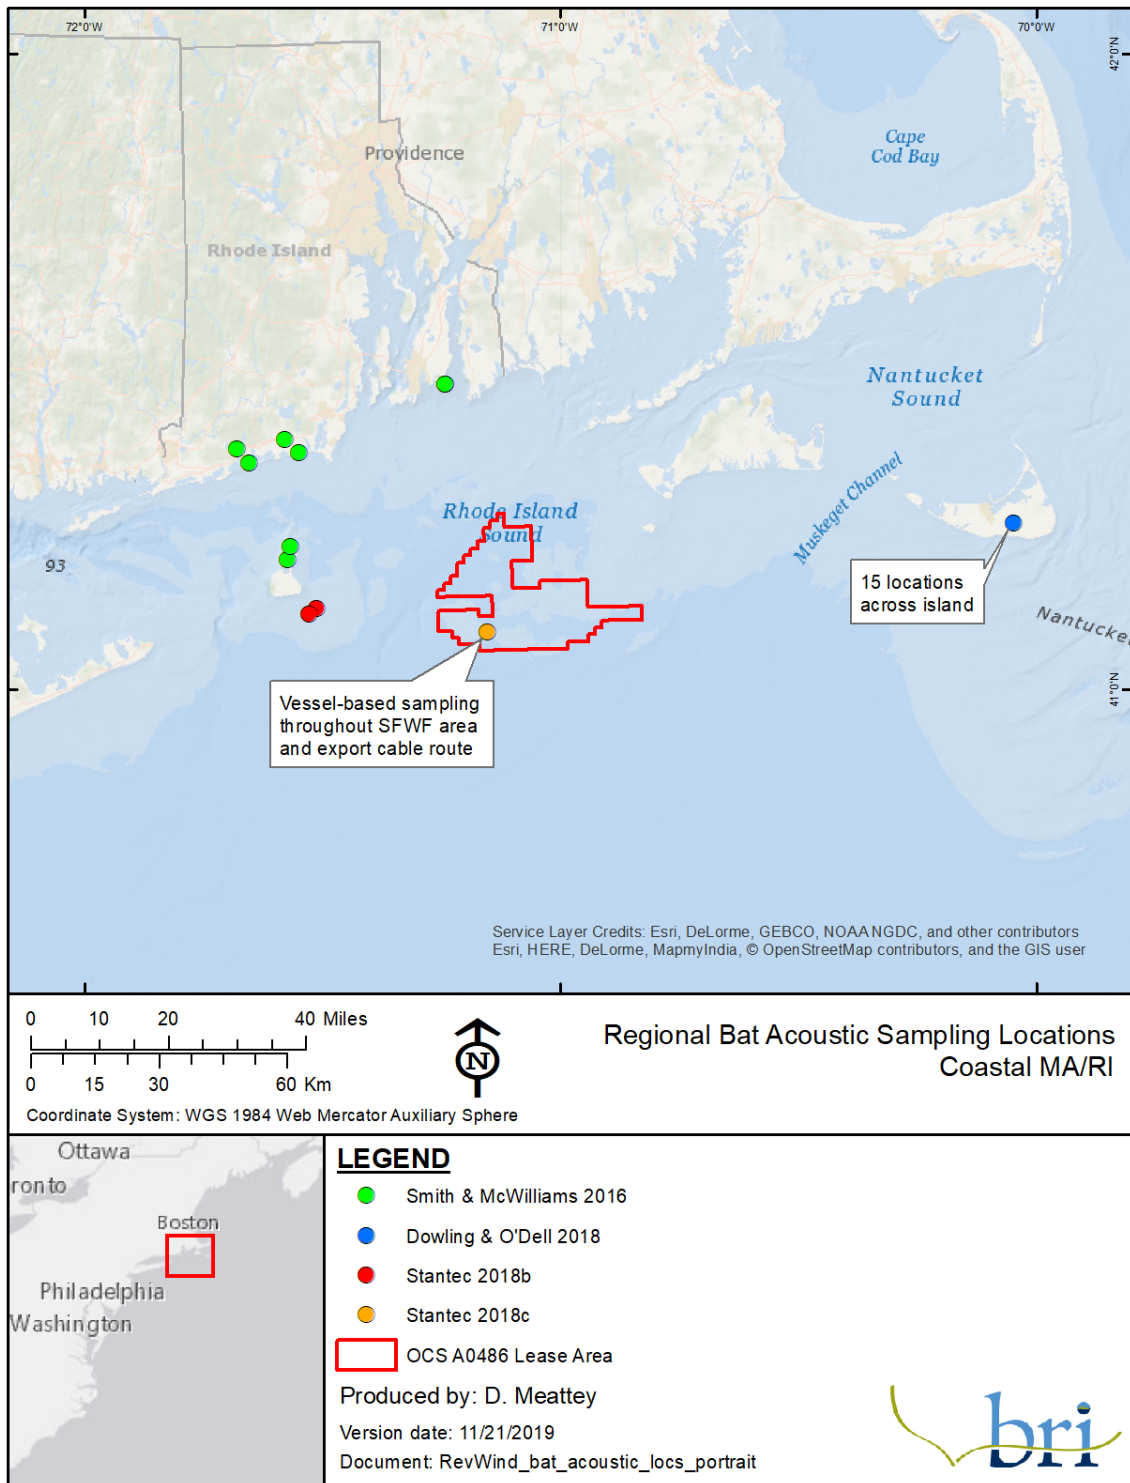 72°0'W
71°0'W
70°0'W
42°0'N
Cape
Cod Bay
Providence
Rhode Island
Nantucket
Sound
Rhode Island
Sound
Muskeget Channel
93
15 locations
across island
Nantucket
41°0'N
Vessel-based sampling
throughout SFWF area
and export cable route
Service Layer Credits: Esri, DeLorme, GEBCO, NOAA NGDC, and other contributors
Esri, HERE, DeLorme, MapmyIndia, © OpenStreetMap contributors, and the GIS user
0 10 20 40 Miles
0 15 30 60 Km
N
Coordinate System: WGS 1984 Web Mercator Auxiliary Sphere
Regional Bat Acoustic Sampling Locations
Coastal MA/RI
Ottawa
ronto
Boston
Philadelphia
Washington
LEGEND
Smith & McWilliams 2016
Dowling & O'Dell 2018
Stantec 2018b
Stantec 2018c
OCS A0486 Lease Area
Produced by: D. Meattey
Version date: 11/21/2019
Document: RevWind_bat_acoustic_locs_portrait
bri